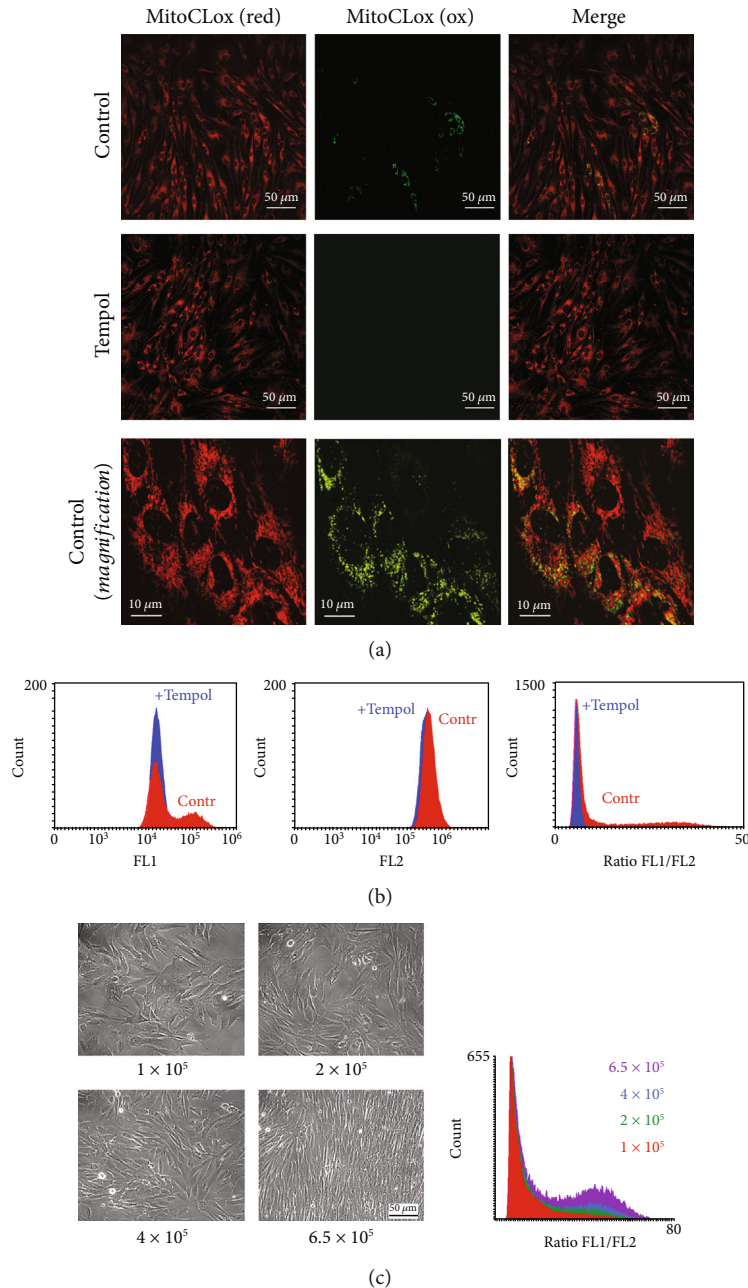 MitoCLox (red) MitoCLox (ox) Merge
Control
50 μm 50 μm 50 μm
Tempol
50 μm 50 μm 50 μm
Control
(magnification)
10 μm 10 μm 10 μm
(a)
200
+Tempol
Contr
Count
0 10³ 10⁴ 10⁵ 10⁶
FL1
200
+Tempol
Contr
Count
0 10³ 10⁴ 10⁵ 10⁶
FL2
1500
+Tempol
Contr
Count
0 50
Ratio FL1/FL2
(b)
1 × 10⁵ 2 × 10⁵
4 × 10⁵ 6.5 × 10⁵
50 μm
655
6.5 × 10⁵
4 × 10⁵
2 × 10⁵
1 × 10⁵
Count
80
Ratio FL1/FL2
(c)